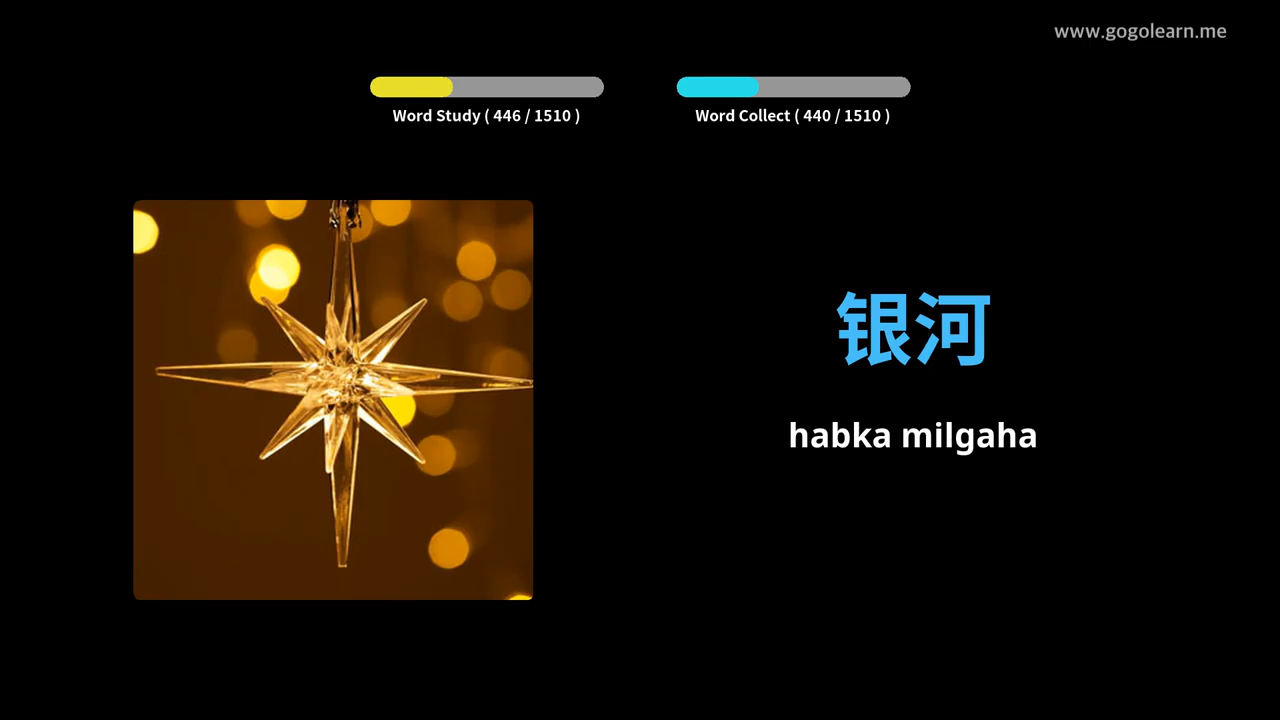 www.gogolearn.me
Word Study ( 446 / 1510 )
Word Collect ( 440 / 1510 )
银河
habka milgaha